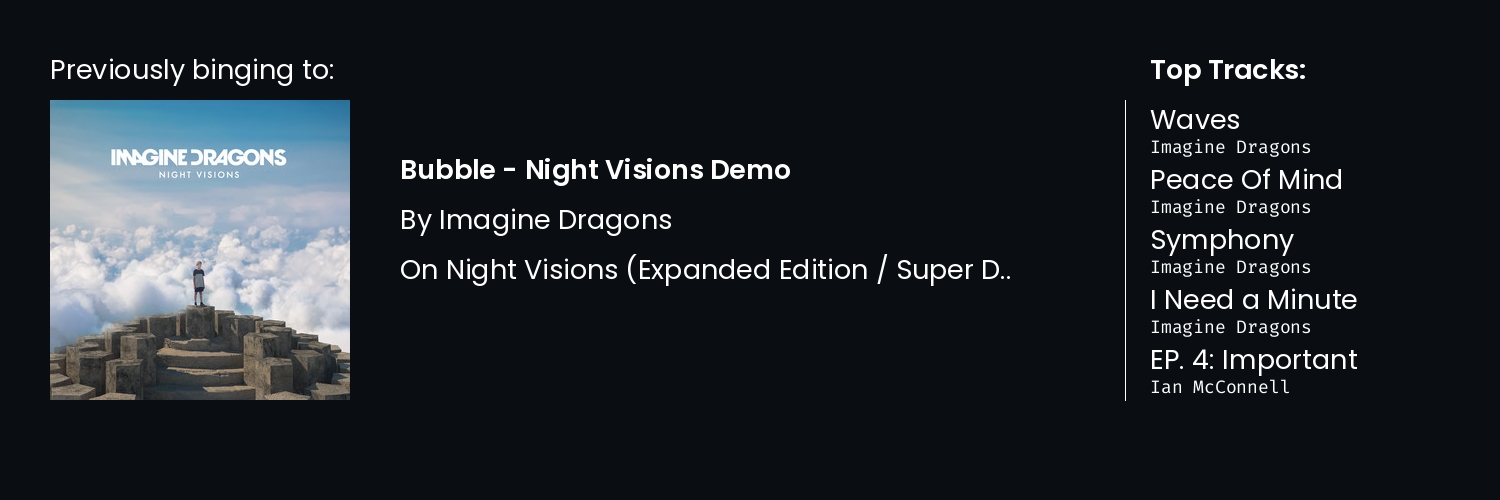 Previously binging to:
IMAGINE DRAGONS
NIGHT VISIONS
Bubble - Night Visions Demo
By Imagine Dragons
On Night Visions (Expanded Edition / Super D..
Top Tracks:
Waves
Imagine Dragons
Peace Of Mind
Imagine Dragons
Symphony
Imagine Dragons
I Need a Minute
Imagine Dragons
EP. 4: Important
Ian McConnell